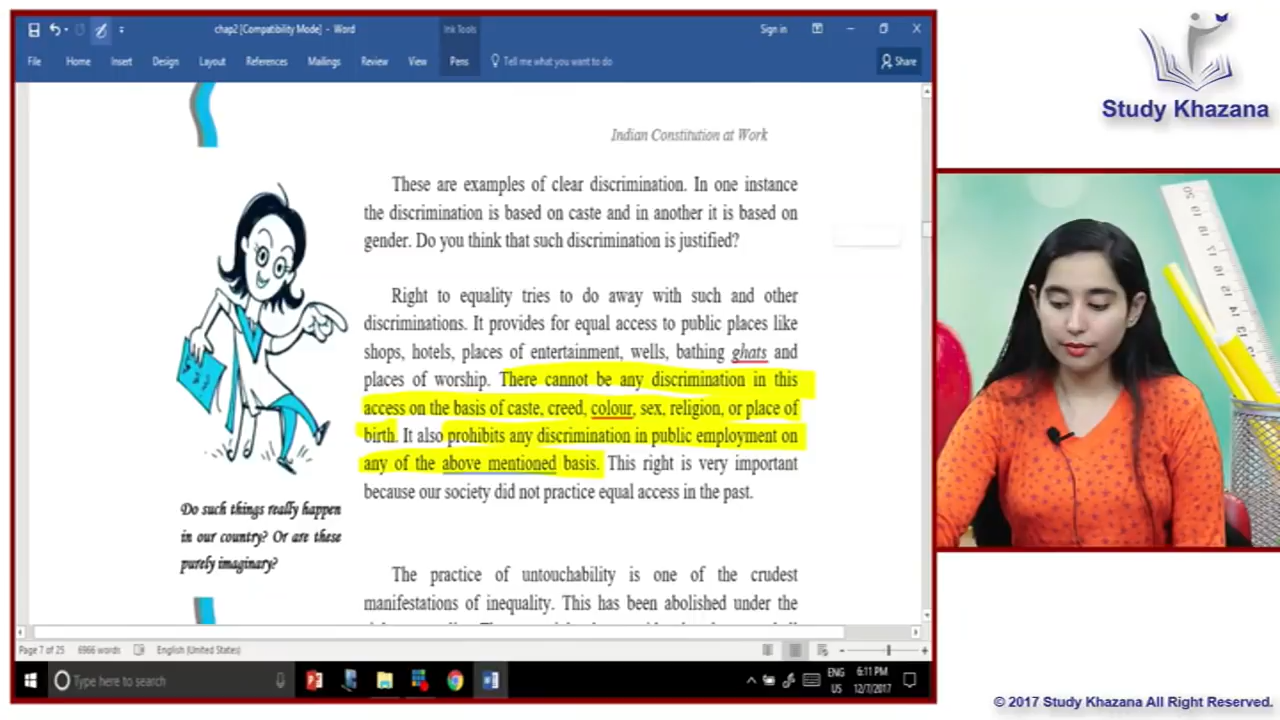 chap2 [Compatibility Mode] - Word
Ink Tools
Sign in
File Home Insert Design Layout References Mailings Review View Pens Tell me what you want to do Share
Study Khazana
Indian Constitution at Work
These are examples of clear discrimination. In one instance
the discrimination is based on caste and in another it is based on
gender. Do you think that such discrimination is justified?
Right to equality tries to do away with such and other
discriminations. It provides for equal access to public places like
shops, hotels, places of entertainment, wells, bathing ghats and
places of worship. There cannot be any discrimination in this
access on the basis of caste, creed, colour, sex, religion, or place of
birth. It also prohibits any discrimination in public employment on
any of the above mentioned basis. This right is very important
because our society did not practice equal access in the past.
Do such things really happen
in our country? Or are these
purely imaginary?
The practice of untouchability is one of the crudest
manifestations of inequality. This has been abolished under the
Page 7 of 25 6966 words English (United States)
Type here to search
ENG
US
6:11 PM
12/7/2017
© 2017 Study Khazana All Right Reserved.